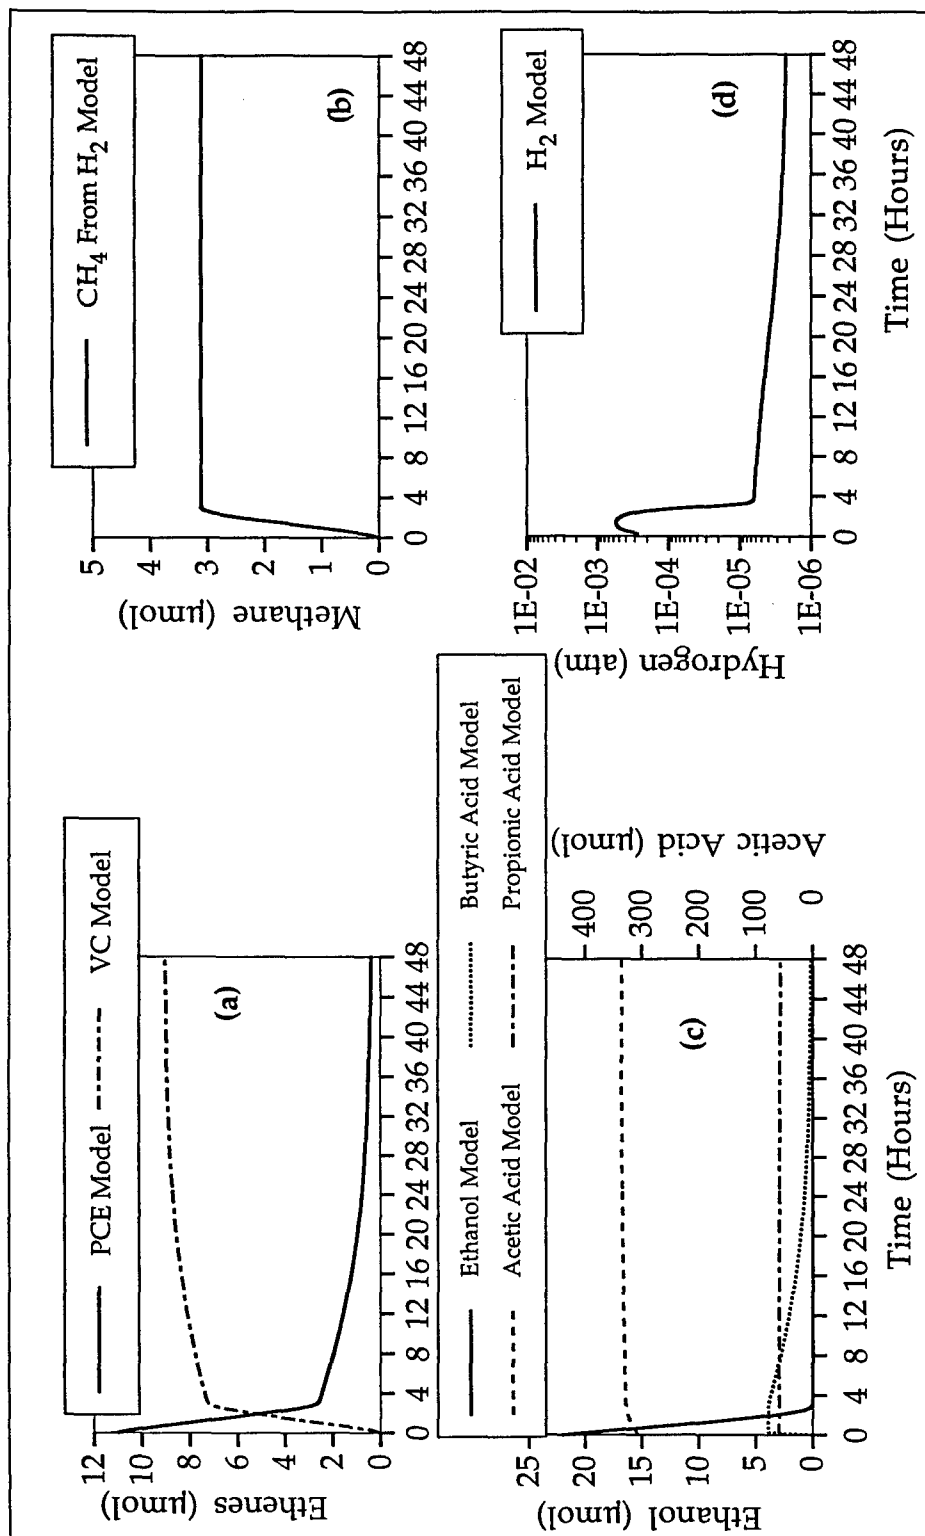 PCE Model VC Model
Ethenes (µmol)
12
10
8
6
4
2
0
0 4 8 12 16 20 24 28 32 36 40 44 48
(a)
CH4 From H2 Model
Methane (µmol)
5
4
3
2
1
0
0 4 8 12 16 20 24 28 32 36 40 44 48
(b)
Ethanol Model Butyric Acid Model
Acetic Acid Model Propionic Acid Model
Ethanol (µmol)
25
20
15
10
5
0
Acetic Acid (µmol)
400
300
200
100
0
0 4 8 12 16 20 24 28 32 36 40 44 48
Time (Hours)
(c)
H2 Model
Hydrogen (atm)
1E-02
1E-03
1E-04
1E-05
1E-06
0 4 8 12 16 20 24 28 32 36 40 44 48
Time (Hours)
(d)